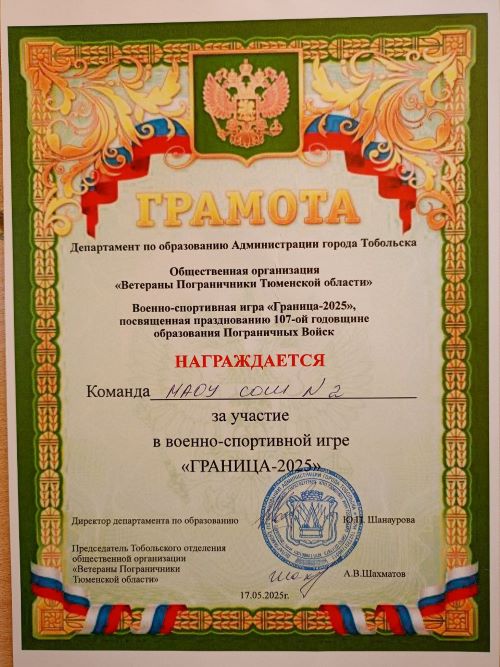 ГРАМОТА
Департамент по образованию Администрации города Тобольска
Общественная организация
«Ветераны Пограничники Тюменской области»
Военно-спортивная игра «Граница-2025»,
посвященная празднованию 107-ой годовщине
образования Пограничных Войск
НАГРАЖДАЕТСЯ
Команда МАОУ СОШ N2
за участие
в военно-спортивной игре
«ГРАНИЦА-2025»
Директор департамента по образованию Ю.П. Шанаурова
Председатель Тобольского отделения
общественной организации
«Ветераны Пограничники
Тюменской области» А.В.Шахматов
17.05.2025г.